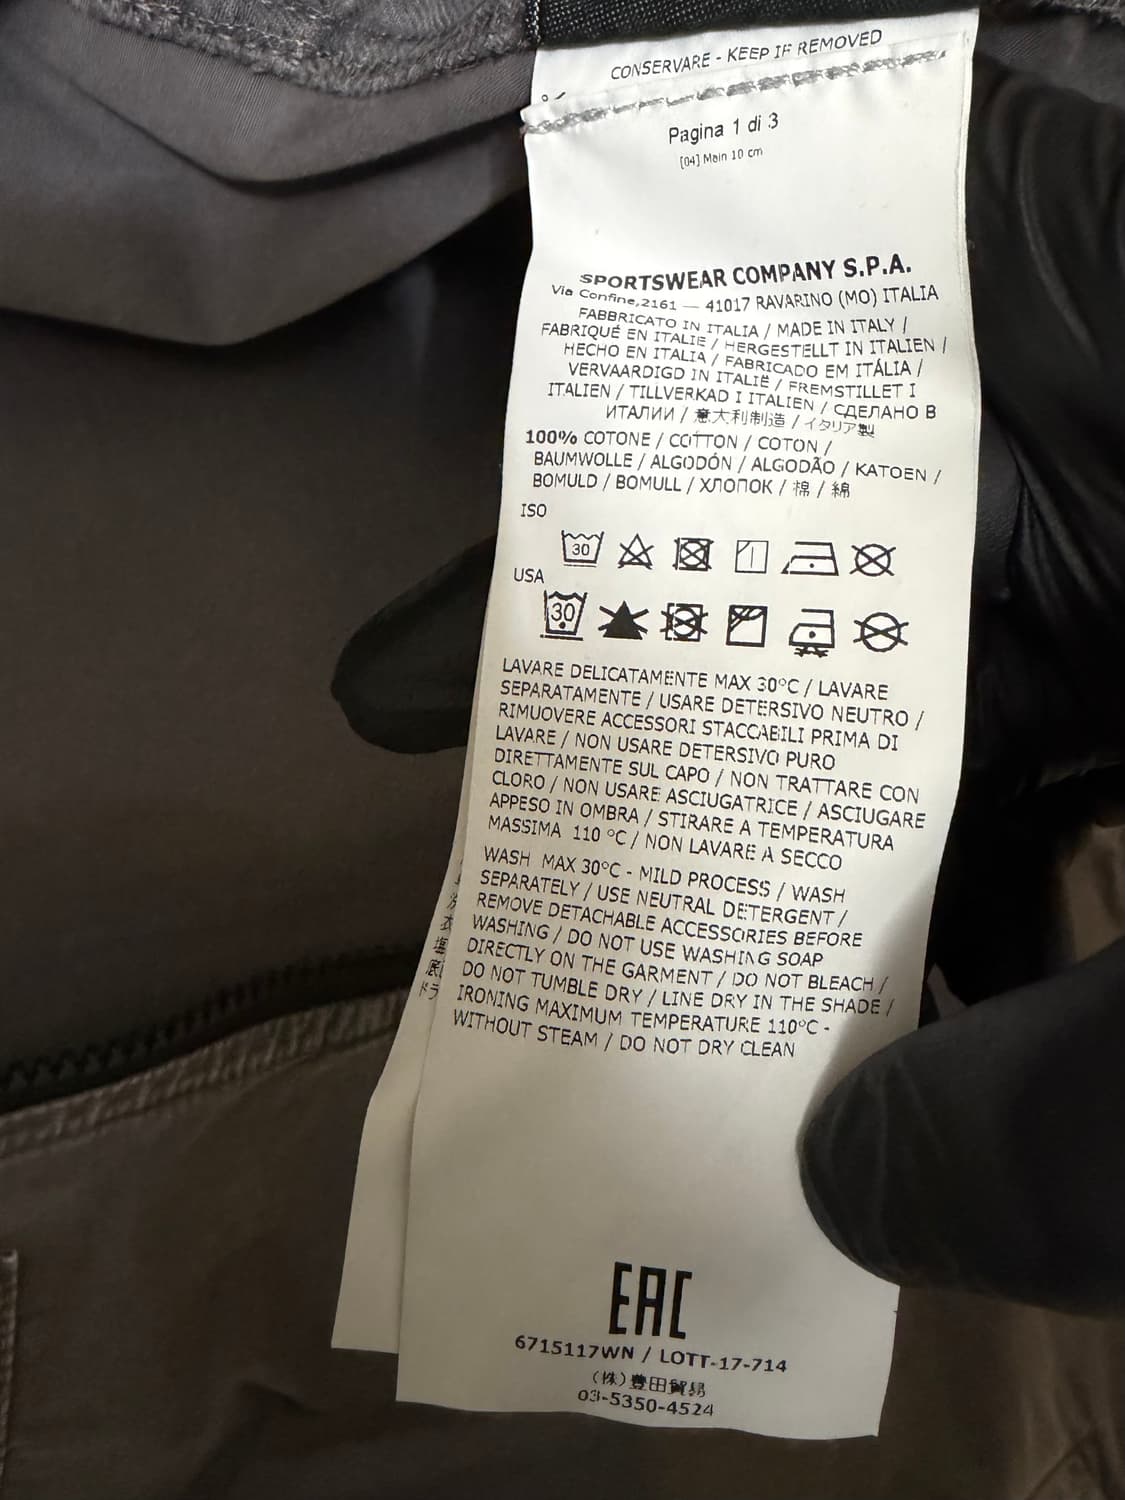 CONSERVARE - KEEP IF REMOVED
Pagina 1 di 3
[04] Main 10 cm
SPORTSWEAR COMPANY S.P.A.
Via Confine,2161 — 41017 RAVARINO (MO) ITALIA
FABBRICATO IN ITALIA / MADE IN ITALY /
FABRIQUÉ EN ITALIE / HERGESTELLT IN ITALIEN /
HECHO EN ITALIA / FABRICADO EM ITÁLIA /
VERVAARDIGD IN ITALIË / FREMSTILLET I
ITALIEN / TILLVERKAD I ITALIEN / СДЕЛАНО В
ИТАЛИИ / 意大利制造 / イタリア製
100% COTONE / COTTON / COTON /
BAUMWOLLE / ALGODÓN / ALGODÃO / KATOEN /
BOMULD / BOMULL / ХЛОПОК / 棉 / 綿
ISO
30
USA
30
LAVARE DELICATAMENTE MAX 30°C / LAVARE
SEPARATAMENTE / USARE DETERSIVO NEUTRO /
RIMUOVERE ACCESSORI STACCABILI PRIMA DI
LAVARE / NON USARE DETERSIVO PURO
DIRETTAMENTE SUL CAPO / NON TRATTARE CON
CLORO / NON USARE ASCIUGATRICE / ASCIUGARE
APPESO IN OMBRA / STIRARE A TEMPERATURA
MASSIMA 110 °C / NON LAVARE A SECCO
WASH MAX 30°C - MILD PROCESS / WASH
SEPARATELY / USE NEUTRAL DETERGENT /
REMOVE DETACHABLE ACCESSORIES BEFORE
WASHING / DO NOT USE WASHING SOAP
DIRECTLY ON THE GARMENT / DO NOT BLEACH /
DO NOT TUMBLE DRY / LINE DRY IN THE SHADE /
IRONING MAXIMUM TEMPERATURE 110°C -
WITHOUT STEAM / DO NOT DRY CLEAN
EAC
6715117WN / LOTT-17-714
(株)豊田貿易
03-5350-4524